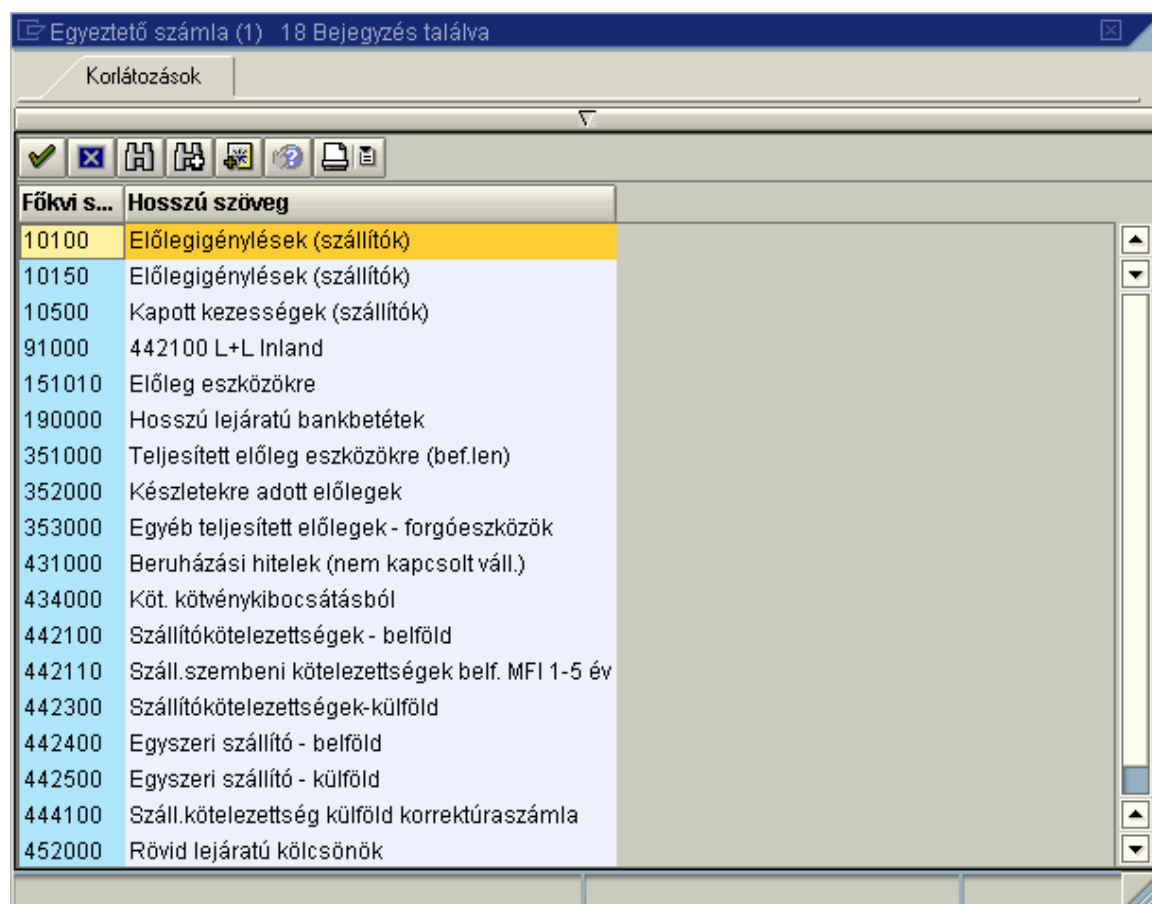 Egyeztető számla (1) 18 Bejegyzés találva
Korlátozások
Főkvi s... Hosszú szöveg
10100 Előlegigénylések (szállítók)
10150 Előlegigénylések (szállítók)
10500 Kapott kezességek (szállítók)
91000 442100 L+L Inland
151010 Előleg eszközökre
190000 Hosszú lejáratú bankbetétek
351000 Teljesített előleg eszközökre (bef.len)
352000 Készletekre adott előlegek
353000 Egyéb teljesített előlegek - forgóeszközök
431000 Beruházási hitelek (nem kapcsolt váll.)
434000 Köt. kötvénykibocsátásból
442100 Szállítókötelezettségek - belföld
442110 Száll.szembeni kötelezettségek belf. MFI 1-5 év
442300 Szállítókötelezettségek-külföld
442400 Egyszeri szállító - belföld
442500 Egyszeri szállító - külföld
444100 Száll.kötelezettség külföld korrektúraszámla
452000 Rövid lejáratú kölcsönök